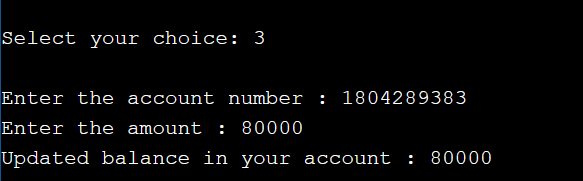 Select your choice: 3
Enter the account number : 1804289383
Enter the amount : 80000
Updated balance in your account : 80000